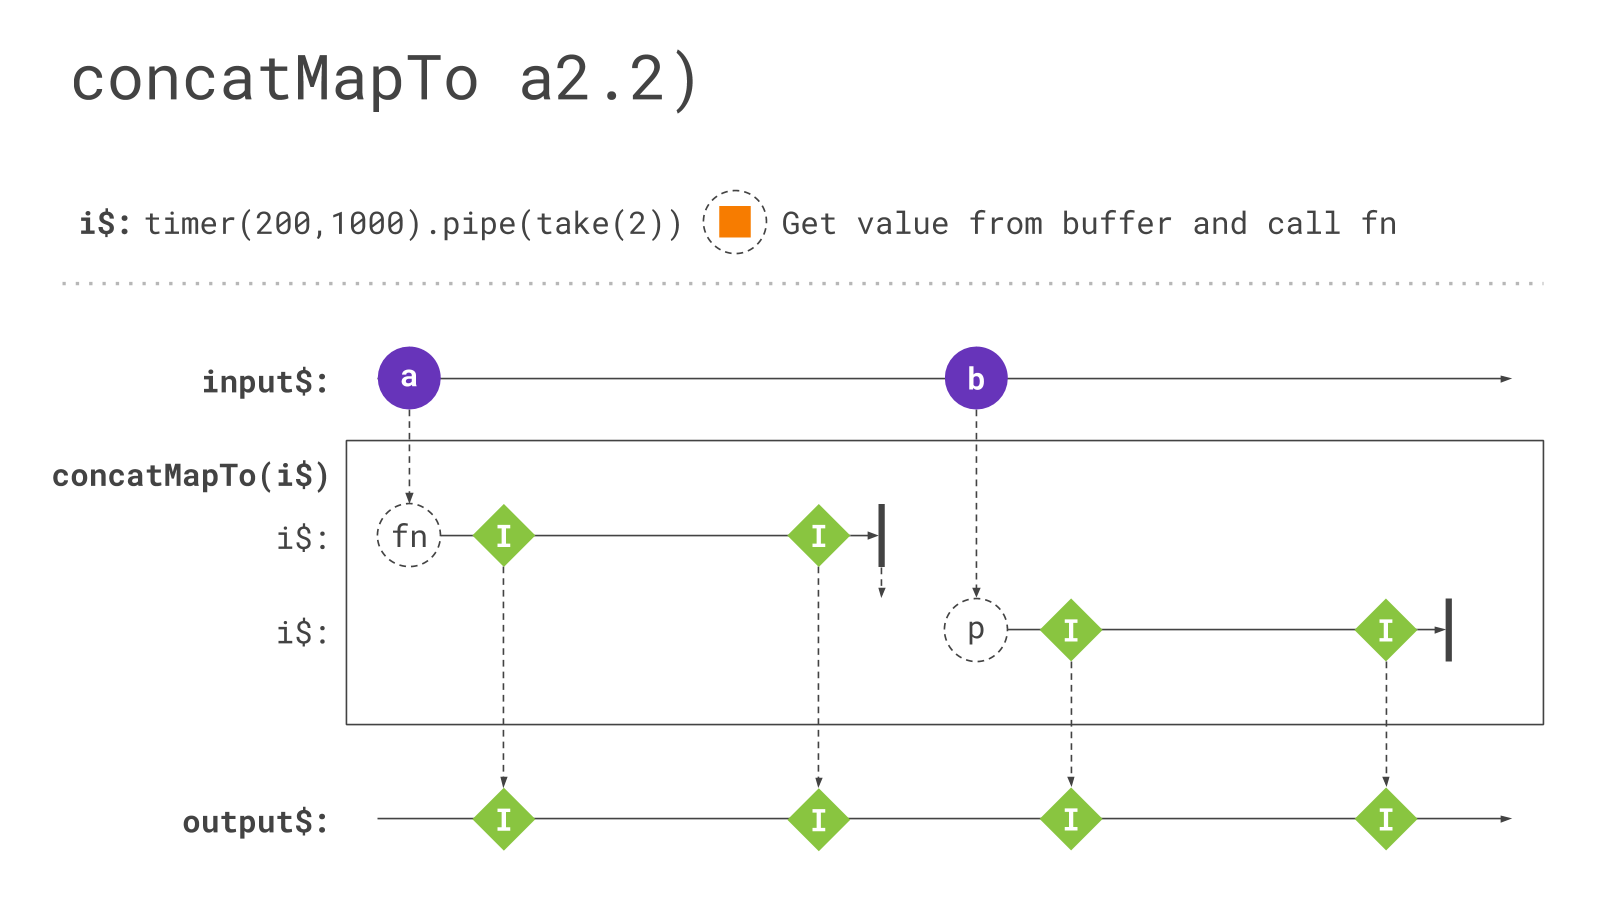 concatMapTo a2.2)
i$: timer(200,1000).pipe(take(2)) Get value from buffer and call fn
input$: a b
concatMapTo(i$)
i$: fn I I
i$: p I I
output$: I I I I